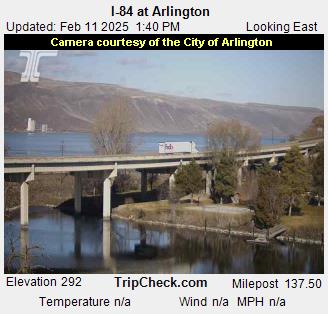 I-84 at Arlington
Updated: Feb 11 2025 1:40 PM Looking East
Camera courtesy of the City of Arlington
FedEx
Elevation 292 TripCheck.com Milepost 137.50
Temperature n/a Wind n/a MPH n/a